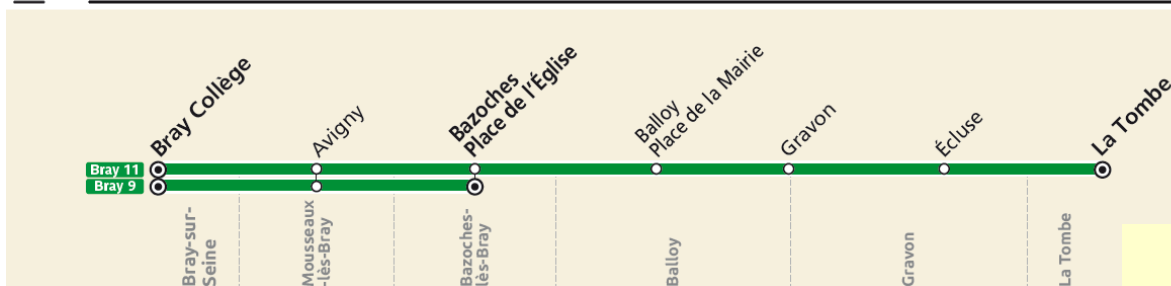 Bray Collège
Avigny
Bazoches
Place de l'Église
Balloy
Place de la Mairie
Gravon
Écluse
La Tombe
Bray 11
Bray 9
Bray-sur-
Seine
Mousseaux
-lès-Bray
Bazoches-
lès-Bray
Balloy
Gravon
La Tombe